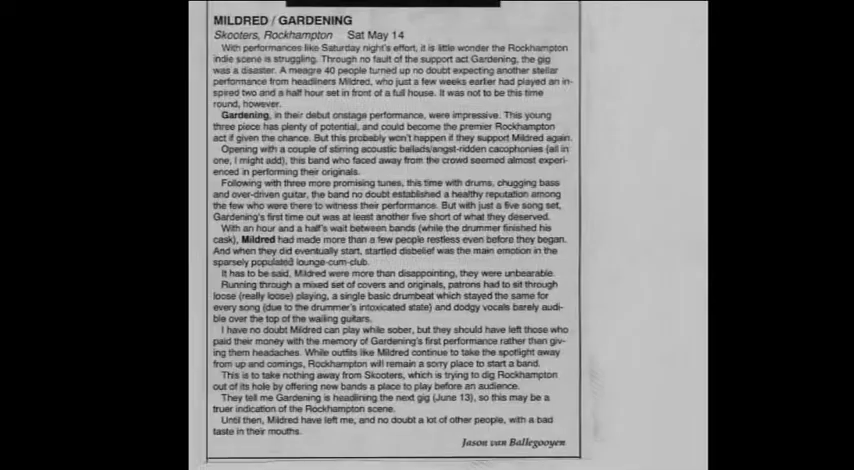 MILDRED / GARDENING
Skooters, Rockhampton Sat May 14
With performances like Saturday night's effort, it is little wonder the Rockhampton
indie scene is struggling. Through no fault of the support act Gardening, the gig
was a disaster. A meagre 40 people turned up no doubt expecting another stellar
performance from headliners Mildred, who just a few weeks earlier had played an in-
spired two and a half hour set in front of a full house. It was not to be this time
round, however.
Gardening, in their debut onstage performance, were impressive. This young
three piece has plenty of potential, and could become the premier Rockhampton
act if given the chance. But this probably won't happen if they support Mildred again.
Opening with a couple of stirring acoustic ballads/angst-ridden cacophonies (all in
one, I might add), this band who faced away from the crowd seemed almost experi-
enced in performing their originals.
Following with three more promising tunes, this time with drums, chugging bass
and over-driven guitar, the band no doubt established a healthy reputation among
the few who were there to witness their performance. But with just a five song set,
Gardening's first time out was at least another five short of what they deserved.
With an hour and a half's wait between bands (while the drummer finished his
cask), Mildred had made more than a few people restless even before they began.
And when they did eventually start, startled disbelief was the main emotion in the
sparsely populated lounge-cum-club.
It has to be said, Mildred were more than disappointing, they were unbearable.
Running through a mixed set of covers and originals, patrons had to sit through
loose (really loose) playing, a single basic drumbeat which stayed the same for
every song (due to the drummer's intoxicated state) and dodgy vocals barely audi-
ble over the top of the wailing guitars.
I have no doubt Mildred can play while sober, but they should have left those who
paid their money with the memory of Gardening's first performance rather than giv-
ing them headaches. While outfits like Mildred continue to take the spotlight away
from up and comings, Rockhampton will remain a sorry place to start a band.
This is to take nothing away from Skooters, which is trying to dig Rockhampton
out of its hole by offering new bands a place to play before an audience.
They tell me Gardening is headlining the next gig (June 13), so this may be a
truer indication of the Rockhampton scene.
Until then, Mildred have left me, and no doubt a lot of other people, with a bad
taste in their mouths.
Jason van Ballegooyen